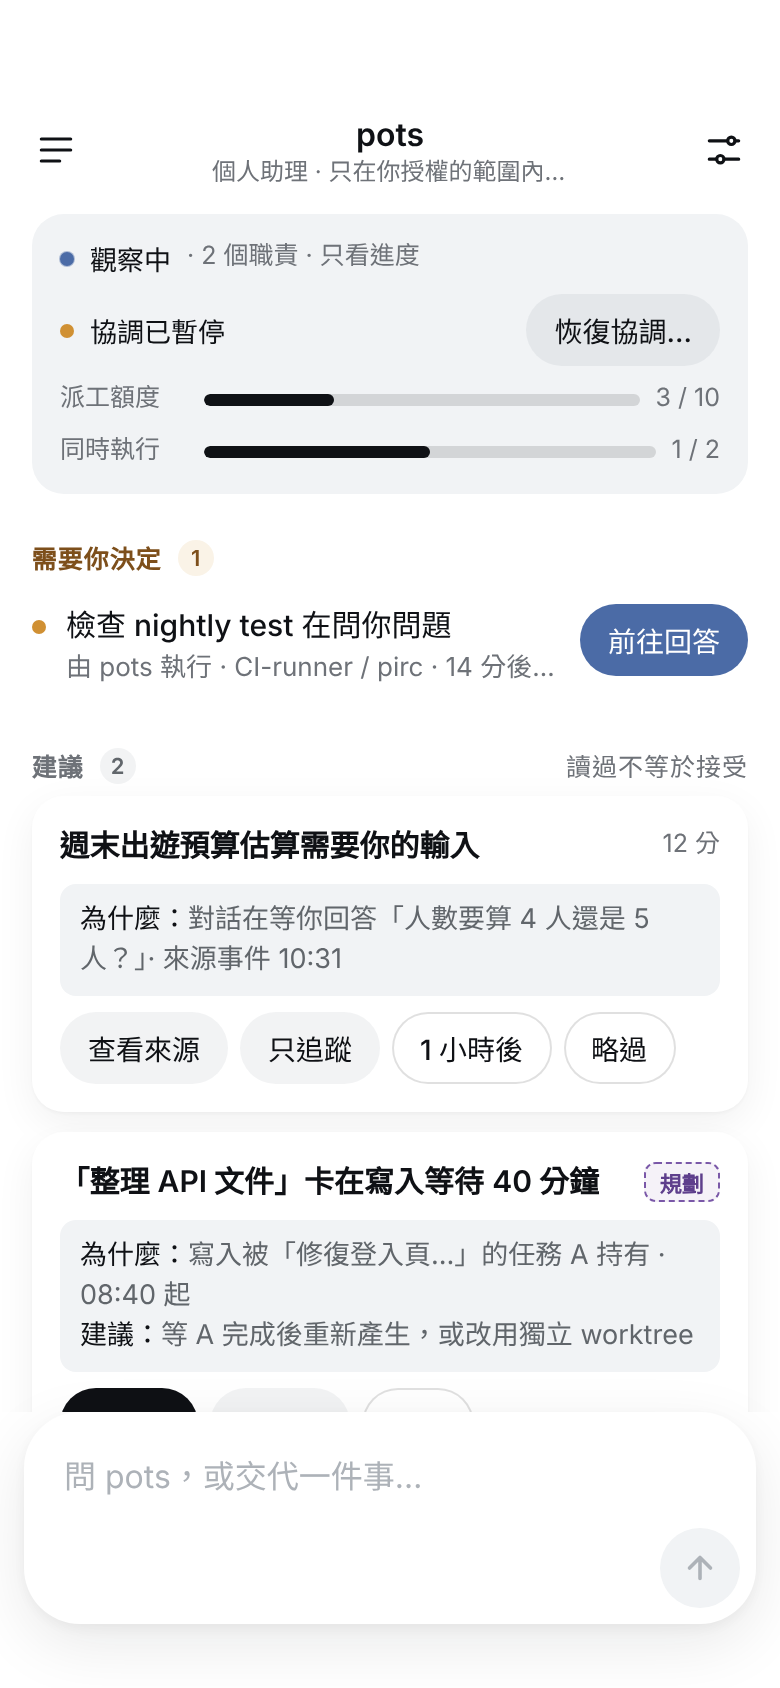 pots
個人助理 · 只在你授權的範圍內...
觀察中 · 2 個職責 · 只看進度
協調已暫停 恢復協調...
派工額度 3 / 10
同時執行 1 / 2
需要你決定 1
檢查 nightly test 在問你問題
由 pots 執行 · CI-runner / pirc · 14 分後... 前往回答
建議 2 讀過不等於接受
週末出遊預算估算需要你的輸入 12 分
為什麼：對話在等你回答「人數要算 4 人還是 5
人？」· 來源事件 10:31
查看來源 只追蹤 1 小時後 略過
「整理 API 文件」卡在寫入等待 40 分鐘 規劃
為什麼：寫入被「修復登入頁...」的任務 A 持有 ·
08:40 起
建議：等 A 完成後重新產生，或改用獨立 worktree
問 pots，或交代一件事...